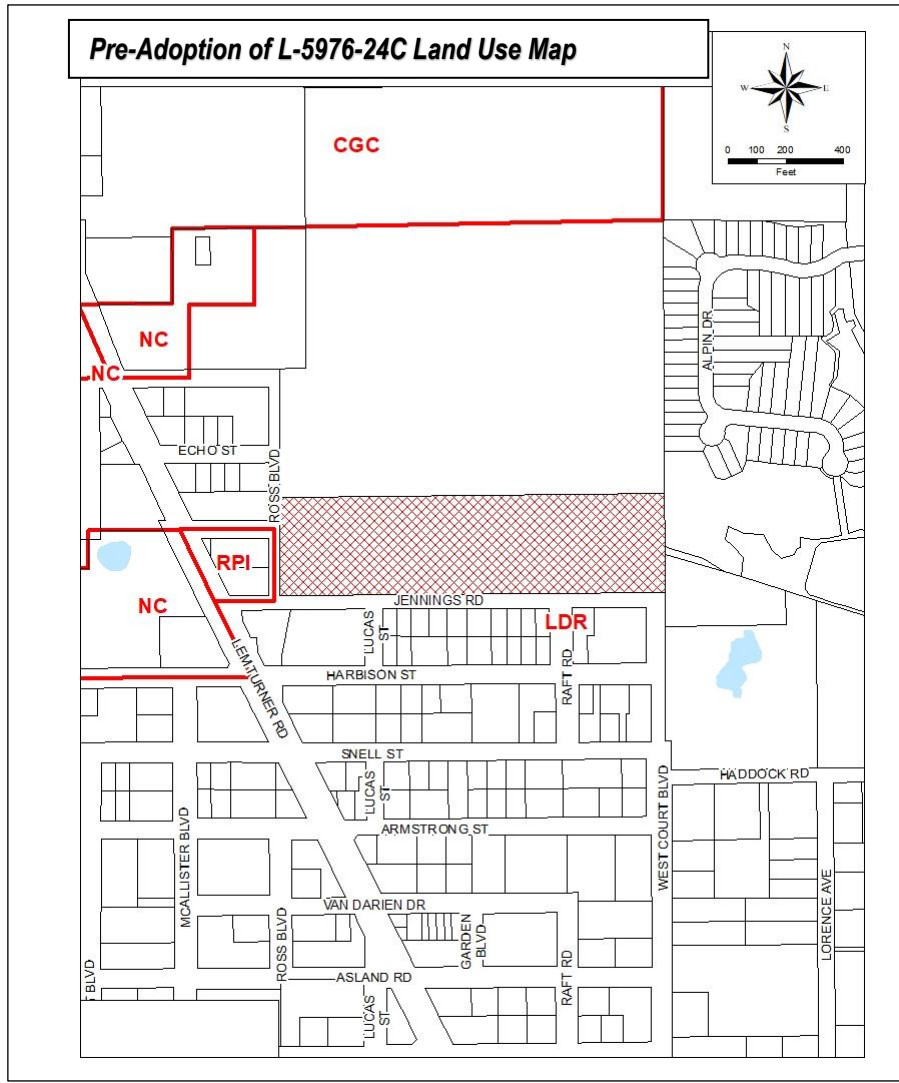 Pre-Adoption of L-5976-24C Land Use Map
N
W
E
S
0 100 200 400
Feet
CGC
NC
NC
ALPIN DR
ECHO ST
ROSS BLVD
RPI
NC
JENNINGS RD
LUCAS
ST
LDR
LEM TURNER RD
HARBISON ST
RAFT RD
SNELL ST
LUCAS
ST
HADDOCK RD
ARMSTRONG ST
MCALLISTER BLVD
WEST COURT BLVD
VAN DARIEN DR
ROSS BLVD
GARDEN
BLVD
LORENCE AVE
ASLAND RD
RAFT RD
BLVD
LUCAS
ST